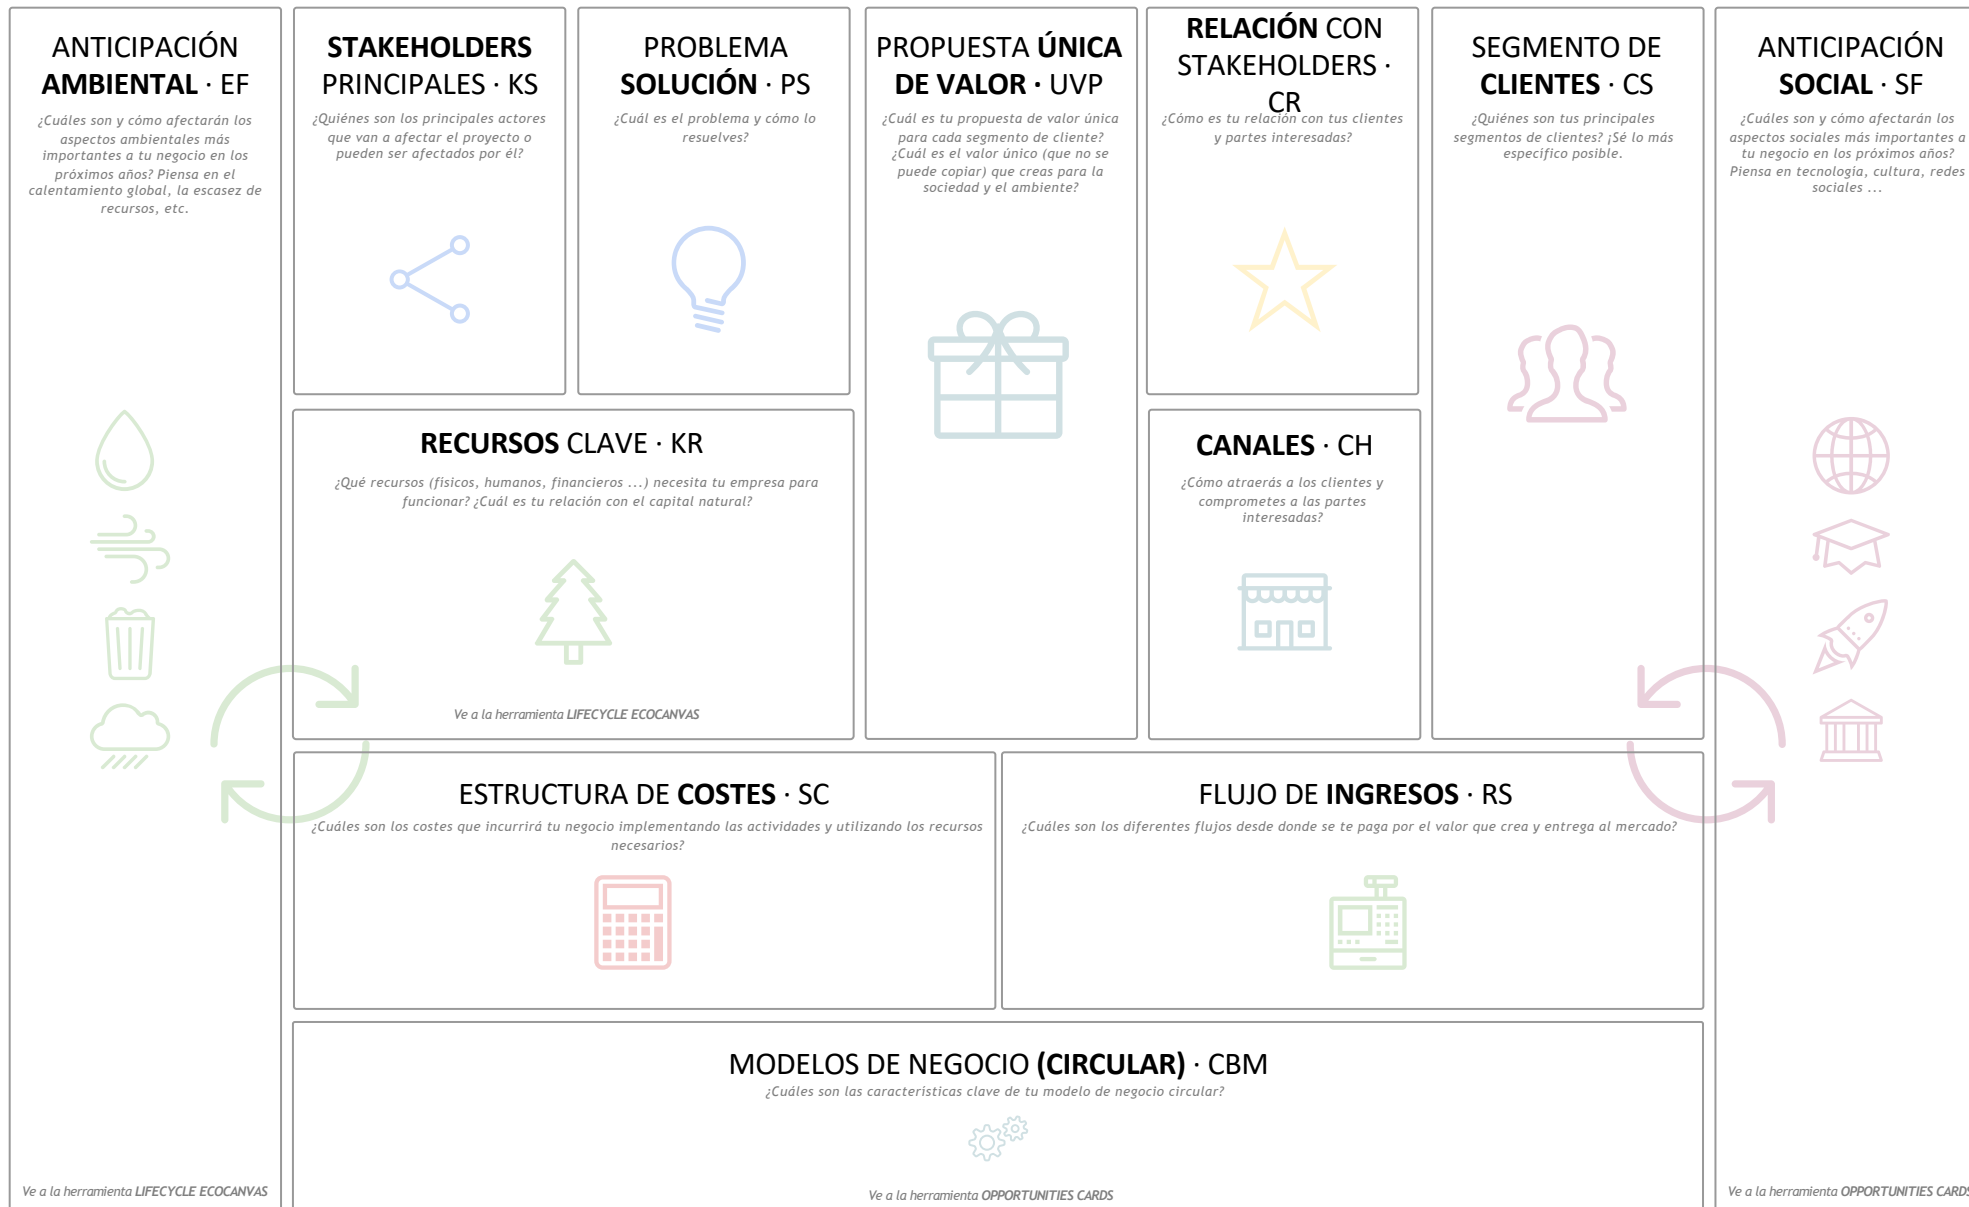 ANTICIPACIÓN
AMBIENTAL · EF
¿Cuáles son y cómo afectarán los
aspectos ambientales más
importantes a tu negocio en los
próximos años? Piensa en el
calentamiento global, la escasez de
recursos, etc.
Ve a la herramienta LIFECYCLE ECOCANVAS
STAKEHOLDERS
PRINCIPALES · KS
¿Quiénes son los principales actores
que van a afectar el proyecto o
pueden ser afectados por él?
PROBLEMA
SOLUCIÓN · PS
¿Cuál es el problema y cómo lo
resuelves?
RECURSOS CLAVE · KR
¿Qué recursos (físicos, humanos, financieros ...) necesita tu empresa para
funcionar? ¿Cuál es tu relación con el capital natural?
Ve a la herramienta LIFECYCLE ECOCANVAS
PROPUESTA ÚNICA
DE VALOR · UVP
¿Cuál es tu propuesta de valor única
para cada segmento de cliente?
¿Cuál es el valor único (que no se
puede copiar) que creas para la
sociedad y el ambiente?
RELACIÓN CON
STAKEHOLDERS ·
CR
¿Cómo es tu relación con tus clientes
y partes interesadas?
CANALES · CH
¿Cómo atraerás a los clientes y
comprometes a las partes
interesadas?
SEGMENTO DE
CLIENTES · CS
¿Quiénes son tus principales
segmentos de clientes? ¡Sé lo más
específico posible.
ANTICIPACIÓN
SOCIAL · SF
¿Cuáles son y cómo afectarán los
aspectos sociales más importantes a
tu negocio en los próximos años?
Piensa en tecnología, cultura, redes
sociales ...
Ve a la herramienta OPPORTUNITIES CARDS
ESTRUCTURA DE COSTES · SC
¿Cuáles son los costes que incurrirá tu negocio implementando las actividades y utilizando los recursos
necesarios?
FLUJO DE INGRESOS · RS
¿Cuáles son los diferentes flujos desde donde se te paga por el valor que crea y entrega al mercado?
MODELOS DE NEGOCIO (CIRCULAR) · CBM
¿Cuáles son las características clave de tu modelo de negocio circular?
Ve a la herramienta OPPORTUNITIES CARDS